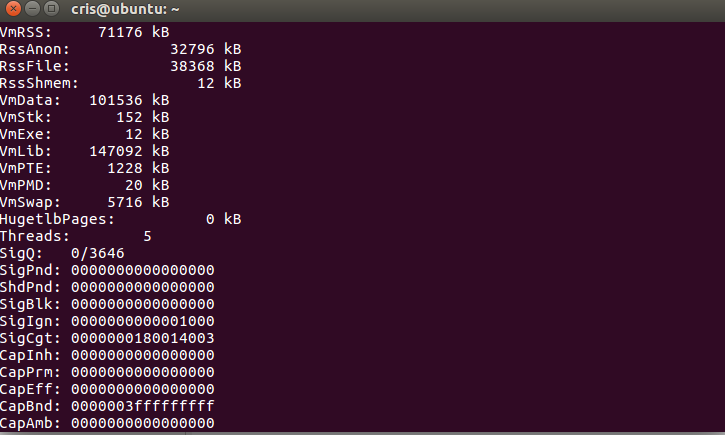 cris@ubuntu: ~
VmRSS:     71176 kB
RssAnon:           32796 kB
RssFile:           38368 kB
RssShmem:             12 kB
VmData:   101536 kB
VmStk:       152 kB
VmExe:        12 kB
VmLib:    147092 kB
VmPTE:      1228 kB
VmPMD:        20 kB
VmSwap:     5716 kB
HugetlbPages:          0 kB
Threads:        5
SigQ:   0/3646
SigPnd: 0000000000000000
ShdPnd: 0000000000000000
SigBlk: 0000000000000000
SigIgn: 0000000000001000
SigCgt: 0000000180014003
CapInh: 0000000000000000
CapPrm: 0000000000000000
CapEff: 0000000000000000
CapBnd: 0000003fffffffff
CapAmb: 0000000000000000